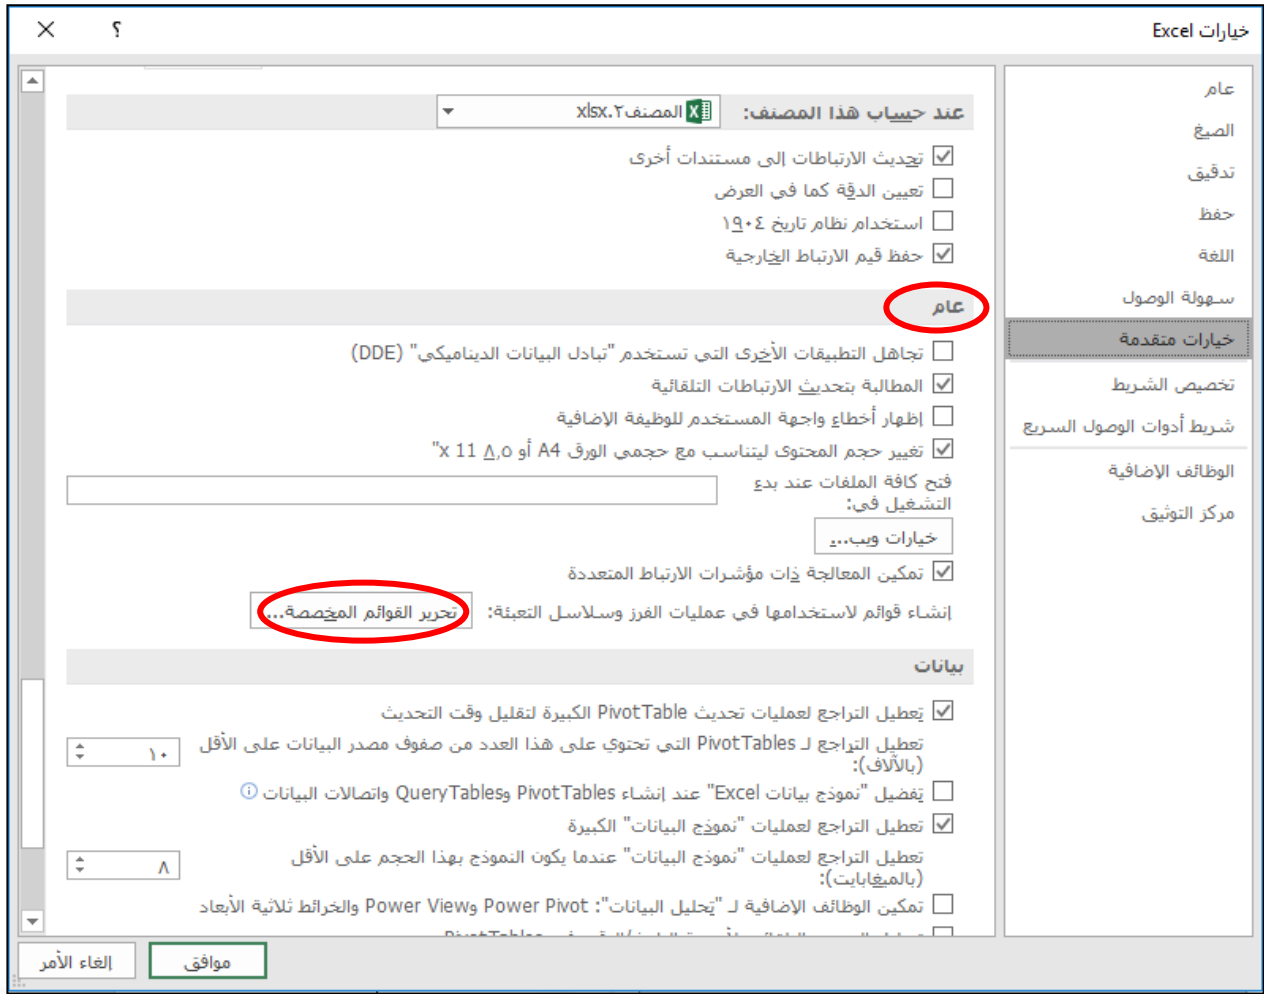 خيارات Excel
؟
عام
الصيغ
تدقيق
حفظ
اللغة
سهولة الوصول
خيارات متقدمة
تخصيص الشريط
شريط أدوات الوصول السريع
الوظائف الإضافية
مركز التوثيق
عند حساب هذا المصنف: المصنف٢.xlsx
تحديث الارتباطات إلى مستندات أخرى
تعيين الدقة كما في العرض
استخدام نظام تاريخ ١٩٠٤
حفظ قيم الارتباط الخارجية
عام
تجاهل التطبيقات الأخرى التي تستخدم "تبادل البيانات الديناميكي" (DDE)
المطالبة بتحديث الارتباطات التلقائية
إظهار أخطاء واجهة المستخدم للوظيفة الإضافية
تغيير حجم المحتوى ليتناسب مع حجمي الورق A4 أو ٨,٥ x 11"
فتح كافة الملفات عند بدء
التشغيل في:
خيارات ويب...
تمكين المعالجة ذات مؤشرات الارتباط المتعددة
إنشاء قوائم لاستخدامها في عمليات الفرز وسلاسل التعبئة: تحرير القوائم المخصصة...
بيانات
تعطيل التراجع لعمليات تحديث PivotTable الكبيرة لتقليل وقت التحديث
تعطيل التراجع لـ PivotTables التي تحتوي على هذا العدد من صفوف مصدر البيانات على الأقل ١٠
(بالآلاف):
تفضيل "نموذج بيانات Excel" عند إنشاء PivotTables وQueryTables واتصالات البيانات
تعطيل التراجع لعمليات "نموذج البيانات" الكبيرة
تعطيل التراجع لعمليات "نموذج البيانات" عندما يكون النموذج بهذا الحجم على الأقل ٨
(بالميغابايت):
تمكين الوظائف الإضافية لـ "تحليل البيانات": Power Pivot وPower View والخرائط ثلاثية الأبعاد
موافق
إلغاء الأمر